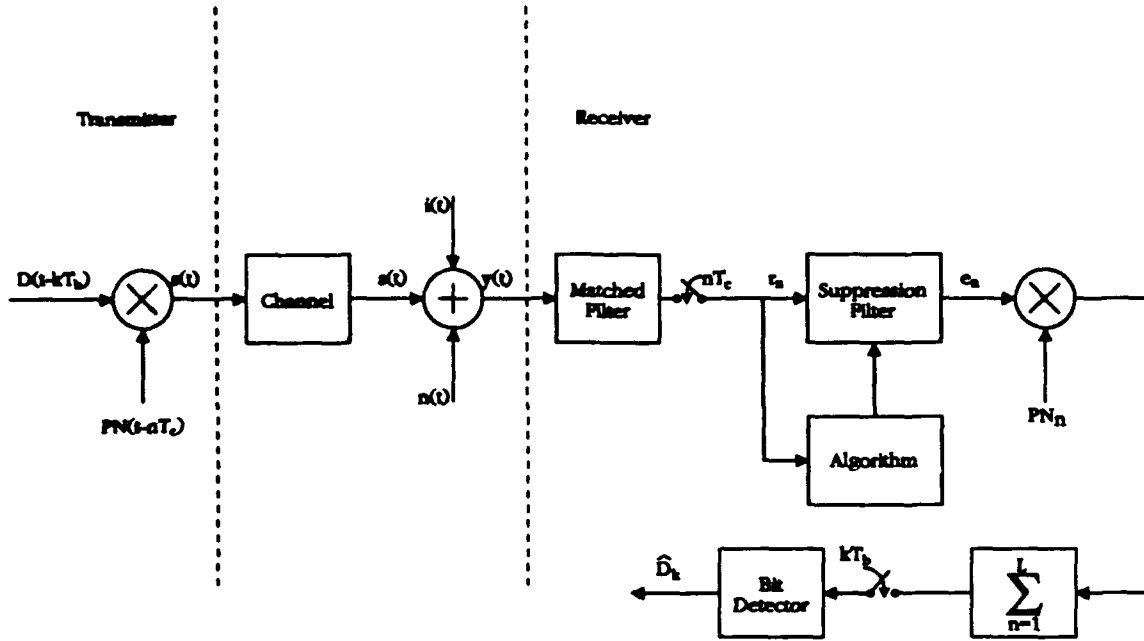 Transmitter
Receiver
i(t)
D(t-kT_b)
s(t)
Channel
s(t)
y(t)
Matched
Filter
nT_c
r_n
Suppression
Filter
e_n
n(t)
PN(t-nT_c)
PN_n
Algorithm
D̂_k
Bit
Detector
kT_b
L
∑
n=1